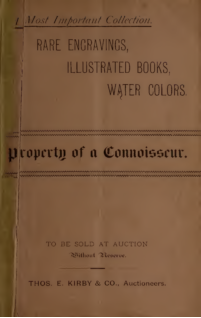 A Most Important Collection.
RARE ENGRAVINGS,
ILLUSTRATED BOOKS,
WATER COLORS.
Property of a Connoisseur.
TO BE SOLD AT AUCTION
Without Reserve
THOS. E. KIRBY & CO., Auctioneers.